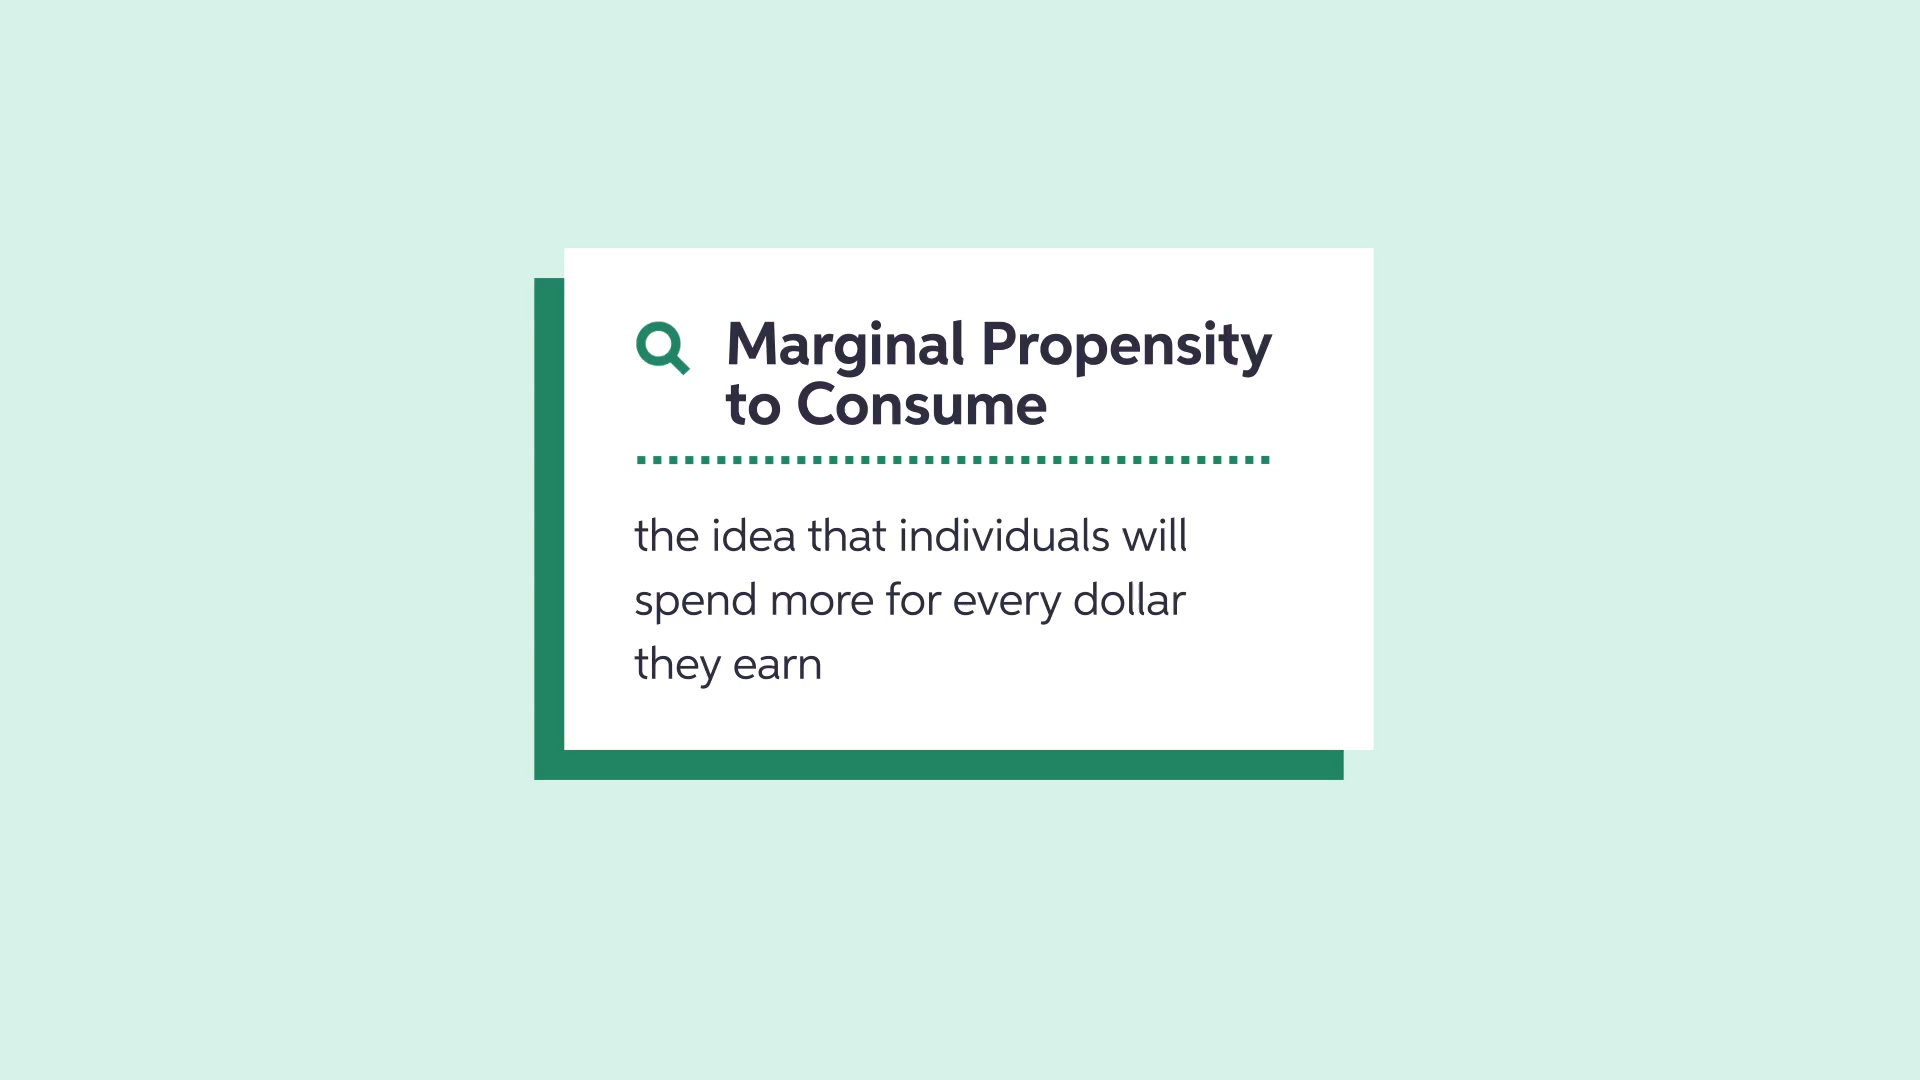 Marginal Propensity
to Consume
the idea that individuals will
spend more for every dollar
they earn